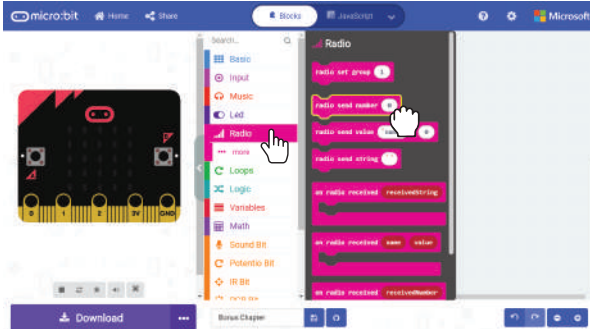 micro:bit
Home
Share
Blocks
JavaScript
Microsoft
Search...
Basic
Input
Music
Led
Radio
more
Loops
Logic
Variables
Math
Sound Bit
Potentio Bit
IR Bit
Radio
radio set group 1
radio send number 0
radio send value name 0
radio send string
on radio received receivedString
on radio received name value
on radio received receivedNumber
0 1 2 3V GND
Download
Bonus Chapter